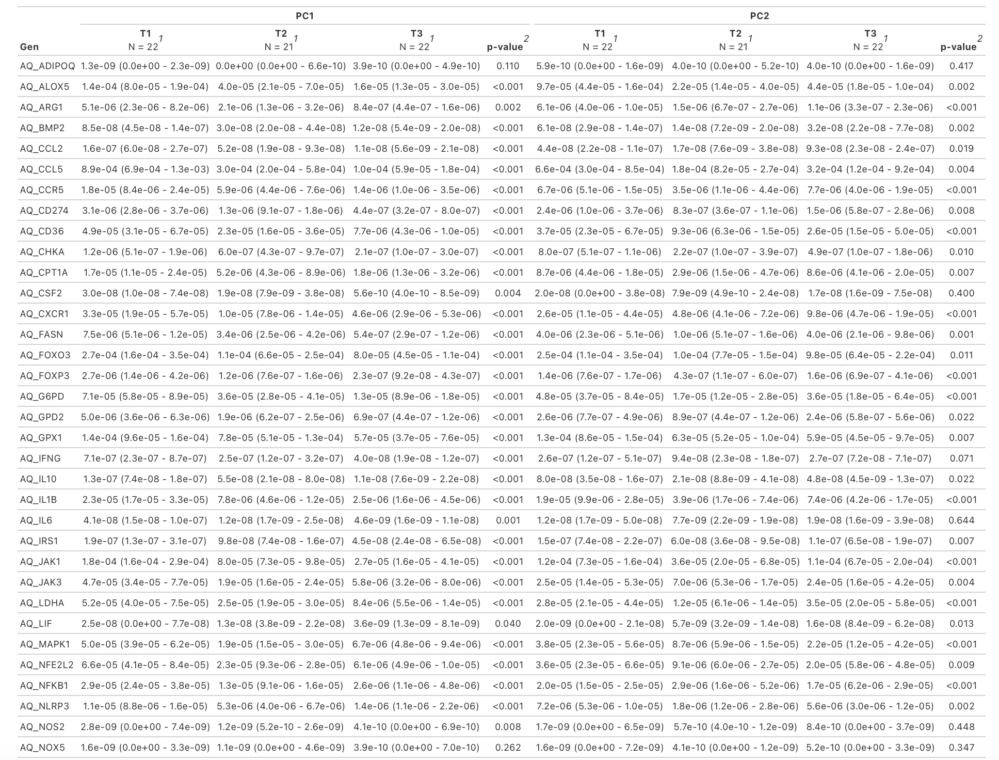 PC1 PC2
T1 T2 T3 T1 T2 T3
Gen N = 22 1 N = 21 1 N = 22 1 p-value 2 N = 22 1 N = 21 1 N = 22 1 p-value 2
AQ_ADIPOQ 1.3e-09 (0.0e+00 - 2.3e-09) 0.0e+00 (0.0e+00 - 6.6e-10) 3.9e-10 (0.0e+00 - 4.9e-10) 0.110 5.9e-10 (0.0e+00 - 1.6e-09) 4.0e-10 (0.0e+00 - 5.2e-10) 4.0e-10 (0.0e+00 - 1.6e-09) 0.417
AQ_ALOX5 1.4e-04 (8.0e-05 - 1.9e-04) 4.0e-05 (2.1e-05 - 7.0e-05) 1.6e-05 (1.3e-05 - 3.0e-05) <0.001 9.7e-05 (4.4e-05 - 1.6e-04) 2.2e-05 (1.4e-05 - 4.0e-05) 4.4e-05 (1.8e-05 - 1.0e-04) 0.002
AQ_ARG1 5.1e-06 (2.3e-06 - 8.2e-06) 2.1e-06 (1.3e-06 - 3.2e-06) 8.4e-07 (4.4e-07 - 1.6e-06) 0.002 6.1e-06 (4.0e-06 - 1.0e-05) 1.5e-06 (6.7e-07 - 2.7e-06) 1.1e-06 (3.3e-07 - 2.3e-06) <0.001
AQ_BMP2 8.5e-08 (4.5e-08 - 1.4e-07) 3.0e-08 (2.0e-08 - 4.4e-08) 1.2e-08 (5.4e-09 - 2.0e-08) <0.001 6.1e-08 (2.9e-08 - 1.4e-07) 1.4e-08 (7.2e-09 - 2.0e-08) 3.2e-08 (2.2e-08 - 7.7e-08) 0.002
AQ_CCL2 1.6e-07 (6.0e-08 - 2.7e-07) 5.2e-08 (1.9e-08 - 9.3e-08) 1.1e-08 (5.6e-09 - 2.1e-08) <0.001 4.4e-08 (2.2e-08 - 1.1e-07) 1.7e-08 (7.6e-09 - 3.8e-08) 9.3e-08 (2.3e-08 - 2.4e-07) 0.019
AQ_CCL5 8.9e-04 (6.9e-04 - 1.3e-03) 3.0e-04 (2.0e-04 - 5.8e-04) 1.0e-04 (5.9e-05 - 1.8e-04) <0.001 6.6e-04 (3.0e-04 - 8.5e-04) 1.8e-04 (8.2e-05 - 2.7e-04) 3.2e-04 (1.2e-04 - 9.2e-04) 0.004
AQ_CCR5 1.8e-05 (8.4e-06 - 2.4e-05) 5.9e-06 (4.4e-06 - 7.6e-06) 1.4e-06 (1.0e-06 - 3.5e-06) <0.001 6.7e-06 (5.1e-06 - 1.5e-05) 3.5e-06 (1.1e-06 - 4.4e-06) 7.7e-06 (4.0e-06 - 1.9e-05) <0.001
AQ_CD274 3.1e-06 (2.8e-06 - 3.7e-06) 1.3e-06 (9.1e-07 - 1.8e-06) 4.4e-07 (3.2e-07 - 8.0e-07) <0.001 2.4e-06 (1.0e-06 - 3.7e-06) 8.3e-07 (3.6e-07 - 1.1e-06) 1.5e-06 (5.8e-07 - 2.8e-06) 0.008
AQ_CD36 4.9e-05 (3.1e-05 - 6.7e-05) 2.3e-05 (1.6e-05 - 3.6e-05) 7.7e-06 (4.3e-06 - 1.0e-05) <0.001 3.7e-05 (2.3e-05 - 6.7e-05) 9.3e-06 (6.3e-06 - 1.5e-05) 2.6e-05 (1.5e-05 - 5.0e-05) <0.001
AQ_CHKA 1.2e-06 (5.1e-07 - 1.9e-06) 6.0e-07 (4.3e-07 - 9.7e-07) 2.1e-07 (1.0e-07 - 3.0e-07) <0.001 8.0e-07 (5.1e-07 - 1.1e-06) 2.2e-07 (1.0e-07 - 3.9e-07) 4.9e-07 (1.0e-07 - 1.8e-06) 0.010
AQ_CPT1A 1.7e-05 (1.1e-05 - 2.4e-05) 5.2e-06 (4.3e-06 - 8.9e-06) 1.8e-06 (1.3e-06 - 3.2e-06) <0.001 8.7e-06 (4.4e-06 - 1.8e-05) 2.9e-06 (1.5e-06 - 4.7e-06) 8.6e-06 (4.1e-06 - 2.0e-05) 0.007
AQ_CSF2 3.0e-08 (1.0e-08 - 7.4e-08) 1.9e-08 (7.9e-09 - 3.8e-08) 5.6e-10 (4.0e-10 - 8.5e-09) 0.004 2.0e-08 (0.0e+00 - 3.8e-08) 7.9e-09 (4.9e-10 - 2.4e-08) 1.7e-08 (1.6e-09 - 7.5e-08) 0.400
AQ_CXCR1 3.3e-05 (1.9e-05 - 5.7e-05) 1.0e-05 (7.8e-06 - 1.4e-05) 4.6e-06 (2.9e-06 - 5.3e-06) <0.001 2.6e-05 (1.1e-05 - 4.4e-05) 4.8e-06 (4.1e-06 - 7.2e-06) 9.8e-06 (4.7e-06 - 1.9e-05) <0.001
AQ_FASN 7.5e-06 (5.1e-06 - 1.2e-05) 3.4e-06 (2.5e-06 - 4.2e-06) 5.4e-07 (2.9e-07 - 1.2e-06) <0.001 4.0e-06 (2.3e-06 - 5.1e-06) 1.0e-06 (5.1e-07 - 1.6e-06) 4.0e-06 (2.1e-06 - 9.8e-06) 0.001
AQ_FOXO3 2.7e-04 (1.6e-04 - 3.5e-04) 1.1e-04 (6.6e-05 - 2.5e-04) 8.0e-05 (4.5e-05 - 1.1e-04) <0.001 2.5e-04 (1.1e-04 - 3.5e-04) 1.0e-04 (7.7e-05 - 1.5e-04) 9.8e-05 (6.4e-05 - 2.2e-04) 0.011
AQ_FOXP3 2.7e-06 (1.4e-06 - 4.2e-06) 1.2e-06 (7.6e-07 - 1.6e-06) 2.3e-07 (9.2e-08 - 4.3e-07) <0.001 1.4e-06 (7.6e-07 - 1.7e-06) 4.3e-07 (1.1e-07 - 6.0e-07) 1.6e-06 (6.9e-07 - 4.1e-06) <0.001
AQ_G6PD 7.1e-05 (5.8e-05 - 8.9e-05) 3.6e-05 (2.8e-05 - 4.1e-05) 1.3e-05 (8.9e-06 - 1.8e-05) <0.001 4.8e-05 (3.7e-05 - 8.4e-05) 1.7e-05 (1.2e-05 - 2.8e-05) 3.6e-05 (1.8e-05 - 6.4e-05) <0.001
AQ_GPD2 5.0e-06 (3.6e-06 - 6.3e-06) 1.9e-06 (6.2e-07 - 2.5e-06) 6.9e-07 (4.4e-07 - 1.2e-06) <0.001 2.6e-06 (7.7e-07 - 4.9e-06) 8.9e-07 (4.4e-07 - 1.2e-06) 2.4e-06 (5.8e-07 - 5.6e-06) 0.022
AQ_GPX1 1.4e-04 (9.6e-05 - 1.6e-04) 7.8e-05 (5.1e-05 - 1.3e-04) 5.7e-05 (3.7e-05 - 7.6e-05) <0.001 1.3e-04 (8.6e-05 - 1.5e-04) 6.3e-05 (5.2e-05 - 1.0e-04) 5.9e-05 (4.5e-05 - 9.7e-05) 0.007
AQ_IFNG 7.1e-07 (2.3e-07 - 8.7e-07) 2.5e-07 (1.2e-07 - 3.2e-07) 4.0e-08 (1.9e-08 - 1.2e-07) <0.001 2.6e-07 (1.2e-07 - 5.1e-07) 9.4e-08 (2.3e-08 - 1.8e-07) 2.7e-07 (7.2e-08 - 7.1e-07) 0.071
AQ_IL10 1.3e-07 (7.4e-08 - 1.8e-07) 5.5e-08 (2.1e-08 - 8.0e-08) 1.1e-08 (7.6e-09 - 2.2e-08) <0.001 8.0e-08 (3.5e-08 - 1.6e-07) 2.1e-08 (8.8e-09 - 4.1e-08) 4.8e-08 (4.5e-09 - 1.3e-07) 0.022
AQ_IL1B 2.3e-05 (1.7e-05 - 3.3e-05) 7.8e-06 (4.6e-06 - 1.2e-05) 2.5e-06 (1.6e-06 - 4.5e-06) <0.001 1.9e-05 (9.9e-06 - 2.8e-05) 3.9e-06 (1.7e-06 - 7.4e-06) 7.4e-06 (4.2e-06 - 1.7e-05) <0.001
AQ_IL6 4.1e-08 (1.5e-08 - 1.0e-07) 1.2e-08 (1.7e-09 - 2.5e-08) 4.6e-09 (1.6e-09 - 1.1e-08) 0.001 1.2e-08 (1.7e-09 - 5.0e-08) 7.7e-09 (2.2e-09 - 1.9e-08) 1.9e-08 (1.6e-09 - 3.9e-08) 0.644
AQ_IRS1 1.9e-07 (1.3e-07 - 3.1e-07) 9.8e-08 (7.4e-08 - 1.6e-07) 4.5e-08 (2.4e-08 - 6.5e-08) <0.001 1.5e-07 (7.4e-08 - 2.2e-07) 6.0e-08 (3.6e-08 - 9.5e-08) 1.1e-07 (6.5e-08 - 1.9e-07) 0.007
AQ_JAK1 1.8e-04 (1.6e-04 - 2.9e-04) 8.0e-05 (7.3e-05 - 9.8e-05) 2.7e-05 (1.6e-05 - 4.1e-05) <0.001 1.2e-04 (7.3e-05 - 1.6e-04) 3.6e-05 (2.0e-05 - 6.8e-05) 1.1e-04 (6.7e-05 - 2.0e-04) <0.001
AQ_JAK3 4.7e-05 (3.4e-05 - 7.7e-05) 1.9e-05 (1.6e-05 - 2.4e-05) 5.8e-06 (3.2e-06 - 8.0e-06) <0.001 2.5e-05 (1.4e-05 - 5.3e-05) 7.0e-06 (5.3e-06 - 1.7e-05) 2.4e-05 (1.6e-05 - 4.2e-05) 0.004
AQ_LDHA 5.2e-05 (4.0e-05 - 7.5e-05) 2.5e-05 (1.9e-05 - 3.0e-05) 8.4e-06 (5.5e-06 - 1.4e-05) <0.001 2.8e-05 (2.1e-05 - 4.4e-05) 1.2e-05 (6.1e-06 - 1.4e-05) 3.5e-05 (2.0e-05 - 5.8e-05) <0.001
AQ_LIF 2.5e-08 (0.0e+00 - 7.7e-08) 1.3e-08 (3.8e-09 - 2.2e-08) 3.6e-09 (1.3e-09 - 8.1e-09) 0.040 2.0e-09 (0.0e+00 - 2.1e-08) 5.7e-09 (3.2e-09 - 1.4e-08) 1.6e-08 (8.4e-09 - 6.2e-08) 0.013
AQ_MAPK1 5.0e-05 (3.9e-05 - 6.2e-05) 1.9e-05 (1.5e-05 - 3.0e-05) 6.7e-06 (4.8e-06 - 9.4e-06) <0.001 3.8e-05 (2.3e-05 - 5.6e-05) 8.7e-06 (5.9e-06 - 1.5e-05) 2.2e-05 (1.2e-05 - 4.2e-05) <0.001
AQ_NFE2L2 6.6e-05 (4.1e-05 - 8.4e-05) 2.3e-05 (9.3e-06 - 2.8e-05) 6.1e-06 (4.9e-06 - 1.0e-05) <0.001 3.6e-05 (2.3e-05 - 6.6e-05) 9.1e-06 (6.0e-06 - 2.7e-05) 2.0e-05 (5.8e-06 - 4.8e-05) 0.009
AQ_NFKB1 2.9e-05 (2.4e-05 - 3.8e-05) 1.3e-05 (9.1e-06 - 1.6e-05) 2.6e-06 (1.1e-06 - 4.8e-06) <0.001 2.0e-05 (1.5e-05 - 2.5e-05) 2.9e-06 (1.6e-06 - 5.2e-06) 1.7e-05 (6.2e-06 - 2.9e-05) <0.001
AQ_NLRP3 1.1e-05 (8.8e-06 - 1.6e-05) 5.3e-06 (4.0e-06 - 6.7e-06) 1.4e-06 (1.1e-06 - 2.2e-06) <0.001 7.2e-06 (5.3e-06 - 1.0e-05) 1.8e-06 (1.2e-06 - 2.8e-06) 5.6e-06 (3.0e-06 - 1.2e-05) 0.002
AQ_NOS2 2.8e-09 (0.0e+00 - 7.4e-09) 1.2e-09 (5.2e-10 - 2.6e-09) 4.1e-10 (0.0e+00 - 6.9e-10) 0.008 1.7e-09 (0.0e+00 - 6.5e-09) 5.7e-10 (4.0e-10 - 1.2e-09) 8.4e-10 (0.0e+00 - 3.7e-09) 0.448
AQ_NOX5 1.6e-09 (0.0e+00 - 3.3e-09) 1.1e-09 (0.0e+00 - 4.6e-09) 3.9e-10 (0.0e+00 - 7.0e-10) 0.262 1.6e-09 (0.0e+00 - 7.2e-09) 4.1e-10 (0.0e+00 - 1.2e-09) 5.2e-10 (0.0e+00 - 3.3e-09) 0.347